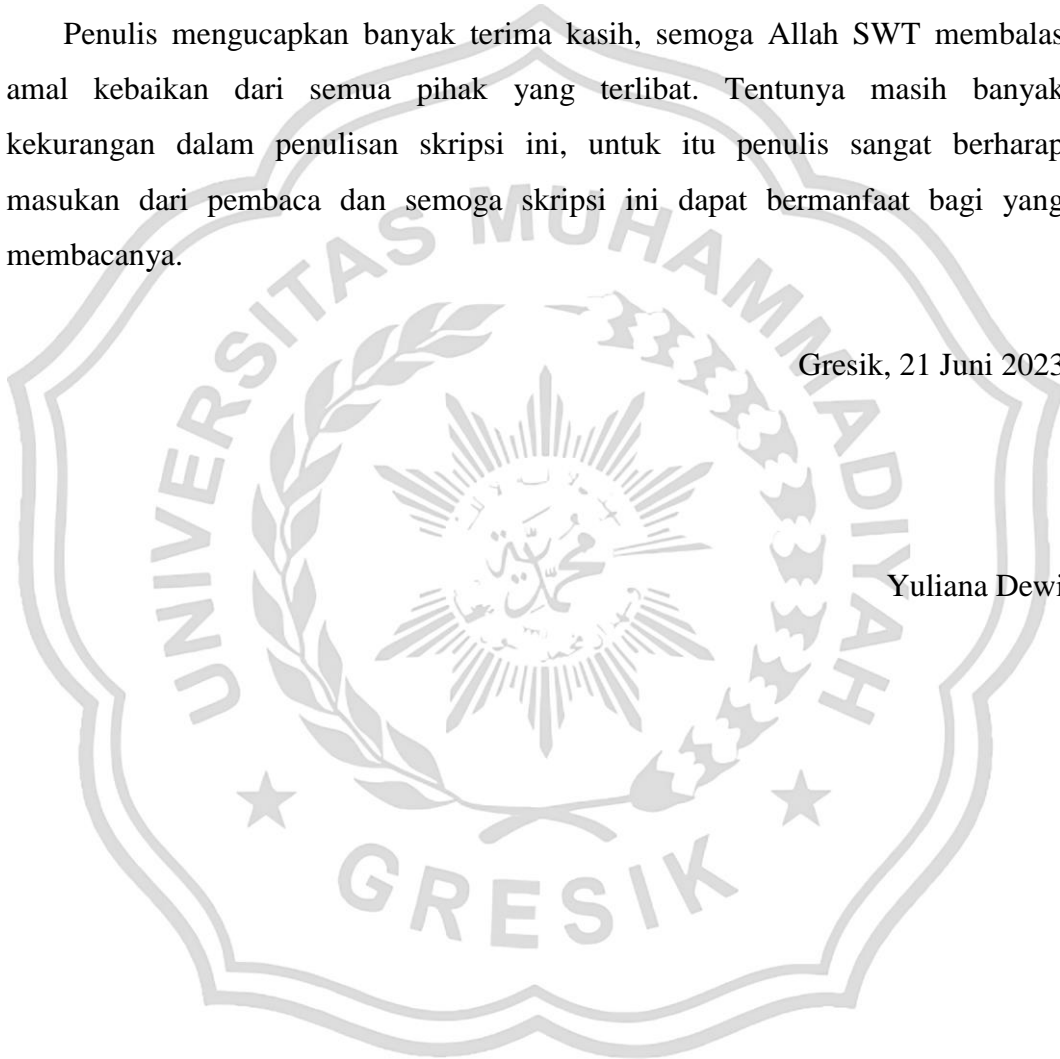 Penulis mengucapkan banyak terima kasih, semoga Allah SWT membalas
amal kebaikan dari semua pihak yang terlibat. Tentunya masih banyak
kekurangan dalam penulisan skripsi ini, untuk itu penulis sangat berharap
masukan dari pembaca dan semoga skripsi ini dapat bermanfaat bagi yang
membacanya.
Gresik, 21 Juni 2023
Yuliana Dewi
UNIVERSITAS MUHAMMADIYAH
محمدية
GRESIK